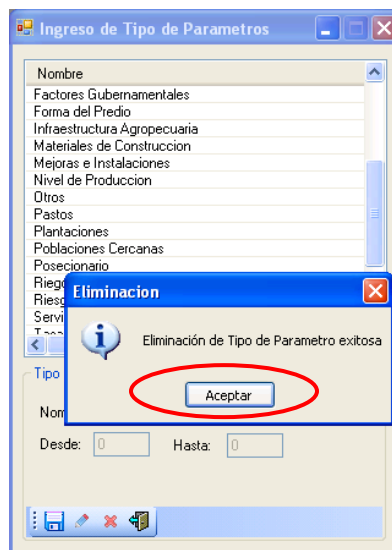 Ingreso de Tipo de Parametros
Nombre
Factores Gubernamentales
Forma del Predio
Infraestructura Agropecuaria
Materiales de Construccion
Mejoras e Instalaciones
Nivel de Produccion
Otros
Pastos
Plantaciones
Poblaciones Cercanas
Posecionario
Eliminacion
Eliminación de Tipo de Parametro exitosa
Aceptar
Tipo
Desde: 0 Hasta: 0